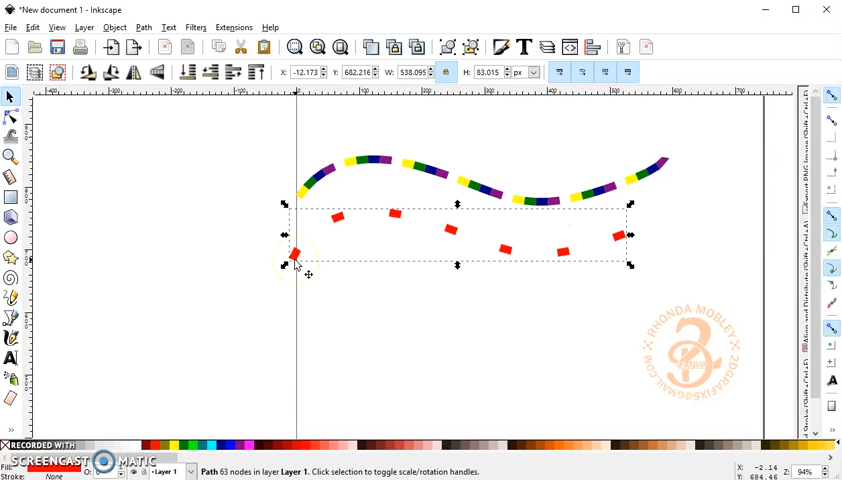 *New document 1 - Inkscape
File Edit View Layer Object Path Text Filters Extensions Help
X: -12.173 Y: 682.216 W: 538.095 H: 83.015 px
RHONDA MOBLEY
2DGRAFIXS@GMAIL.COM
RECORDED WITH
SCREENCAST MATIC
Fill:
Stroke: None
O: 0
Layer 1
Path 63 nodes in layer Layer 1. Click selection to toggle scale/rotation handles.
X: -2.14
Y: 684.46
Z: 94%